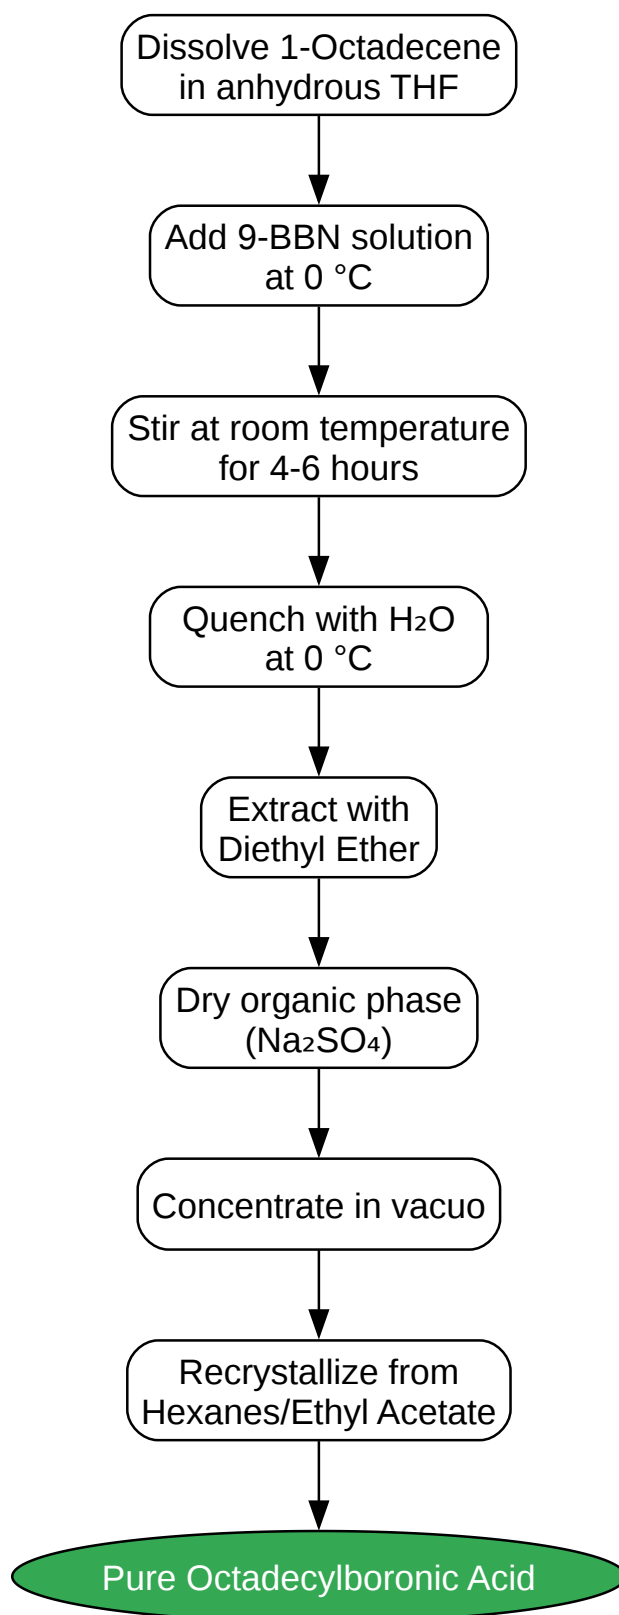 Dissolve 1-Octadecene
in anhydrous THF
Add 9-BBN solution
at 0 °C
Stir at room temperature
for 4-6 hours
Quench with H₂O
at 0 °C
Extract with
Diethyl Ether
Dry organic phase
(Na₂SO₄)
Concentrate in vacuo
Recrystallize from
Hexanes/Ethyl Acetate
Pure Octadecylboronic Acid